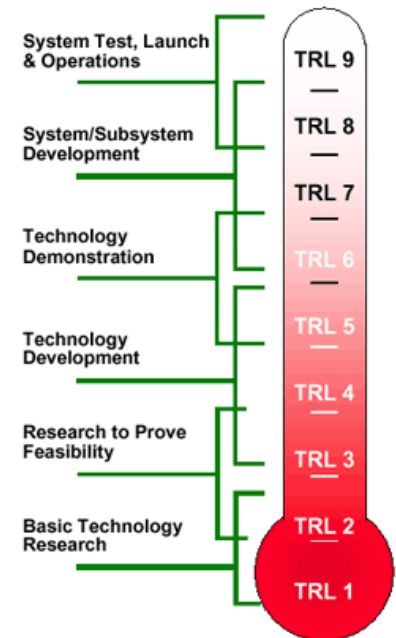 System Test, Launch
& Operations
System/Subsystem
Development
Technology
Demonstration
Technology
Development
Research to Prove
Feasibility
Basic Technology
Research
TRL 9
TRL 8
TRL 7
TRL 6
TRL 5
TRL 4
TRL 3
TRL 2
TRL 1